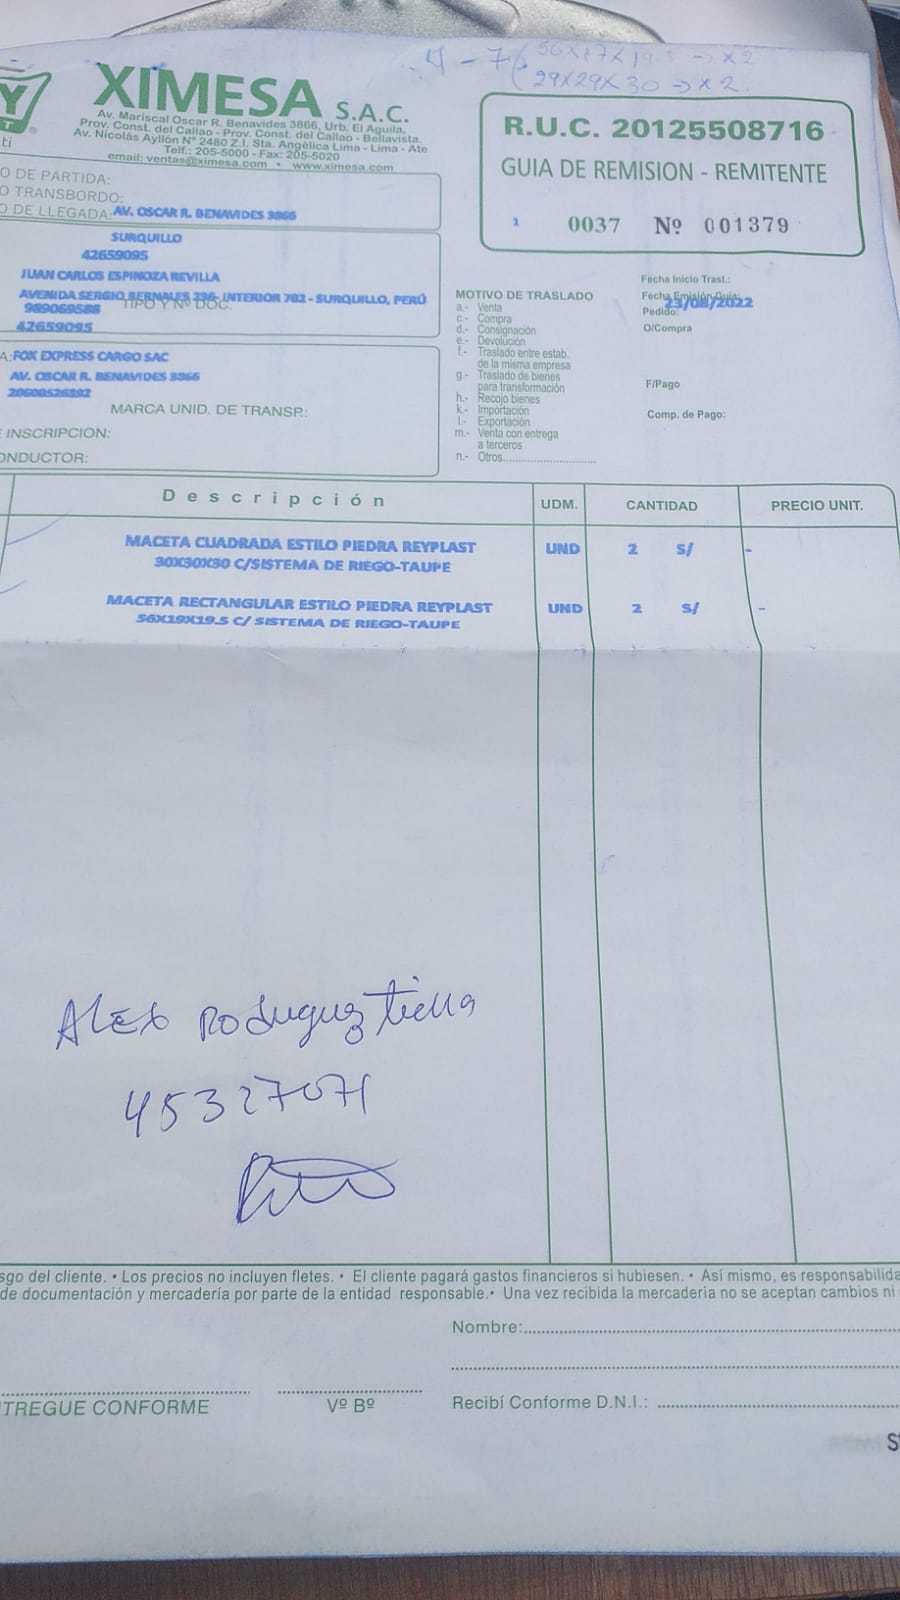 4 - 7 56x17x19.5 -> x2
29x29x30 -> x2
XIMESA S.A.C.
Av. Mariscal Oscar R. Benavides 3866, Urb. El Aguila,
Prov. Const. del Callao - Prov. Const. del Callao - Bellavista.
Av. Nicolás Ayllón Nº 2480 Z.I. Sta. Angélica Lima - Lima - Ate
Telf.: 205-5000 - Fax: 205-5020
email: ventas@ximesa.com • www.ximesa.com
R.U.C. 20125508716
GUIA DE REMISION - REMITENTE
1 0037 Nº 001379
O DE PARTIDA:
O TRANSBORDO:
O DE LLEGADA: AV. OSCAR R. BENAVIDES 3866
SURQUILLO
42659095
JUAN CARLOS ESPINOZA REVILLA
AVENIDA SERGIO BERNALES 236, INTERIOR 702 - SURQUILLO, PERÚ
989069588 TIPO Y Nº DOC.
42659095
A: FOX EXPRESS CARGO SAC
AV. OSCAR R. BENAVIDES 3866
MARCA UNID. DE TRANSP.:
E INSCRIPCION:
ONDUCTOR:
MOTIVO DE TRASLADO
a.- Venta
c.- Compra
d.- Consignación
e.- Devolución
f.- Traslado entre estab.
de la misma empresa
g.- Traslado de bienes
para transformación
h.- Recojo bienes
k.- Importación
l.- Exportación
m.- Venta con entrega
a terceros
n.- Otros
Fecha Inicio Trasl.:
Fecha Emisión Guia:
23/08/2022
Pedido:
O/Compra
F/Pago
Comp. de Pago:
Descripción UDM. CANTIDAD PRECIO UNIT.
MACETA CUADRADA ESTILO PIEDRA REYPLAST UND 2 S/ -
30X30X30 C/SISTEMA DE RIEGO-TAUPE
MACETA RECTANGULAR ESTILO PIEDRA REYPLAST UND 2 S/ -
56X19X19.5 C/ SISTEMA DE RIEGO-TAUPE
Alex Rodriguez
45327071
sgo del cliente. • Los precios no incluyen fletes. • El cliente pagará gastos financieros si hubiesen. • Así mismo, es responsabilida
de documentación y mercadería por parte de la entidad responsable.• Una vez recibida la mercadería no se aceptan cambios ni
Nombre:
TREGUE CONFORME
Vº Bº
Recibí Conforme D.N.I.: